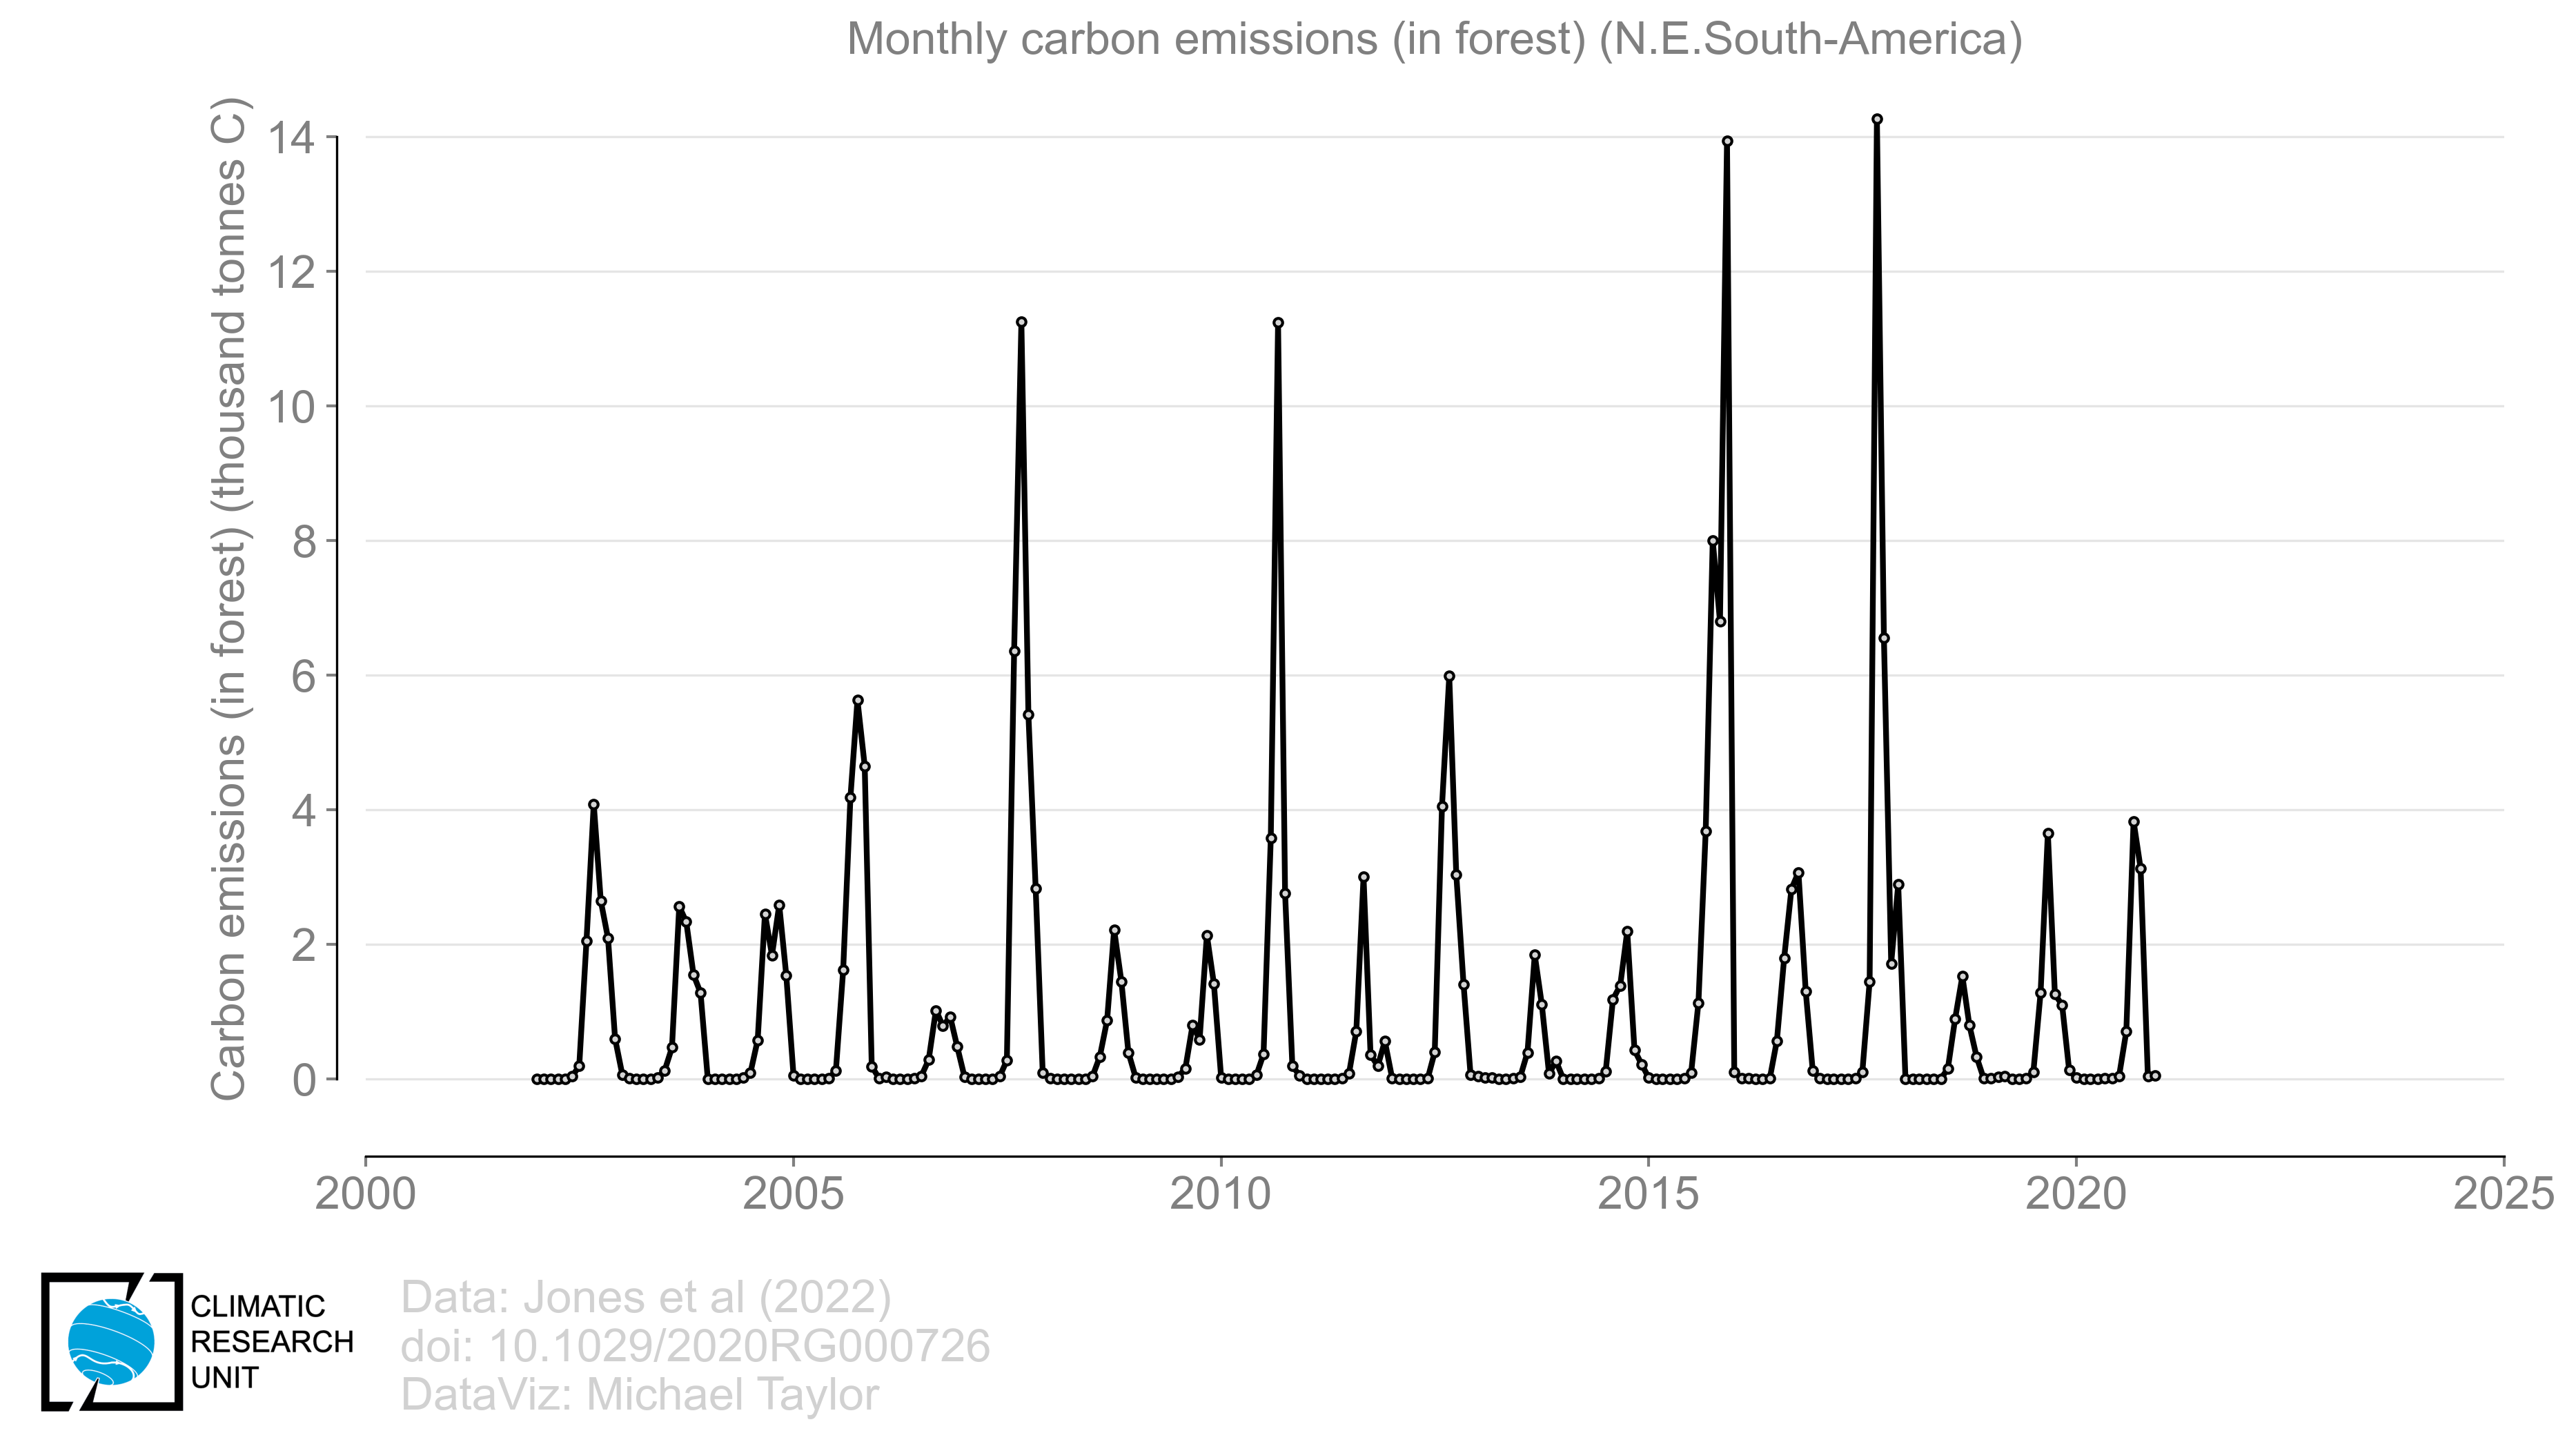 Monthly carbon emissions (in forest) (N.E.South-America)
Carbon emissions (in forest) (thousand tonnes C)
14
12
10
8
6
4
2
0
2000
2005
2010
2015
2020
2025
CLIMATIC
RESEARCH
UNIT
Data: Jones et al (2022)
doi: 10.1029/2020RG000726
DataViz: Michael Taylor